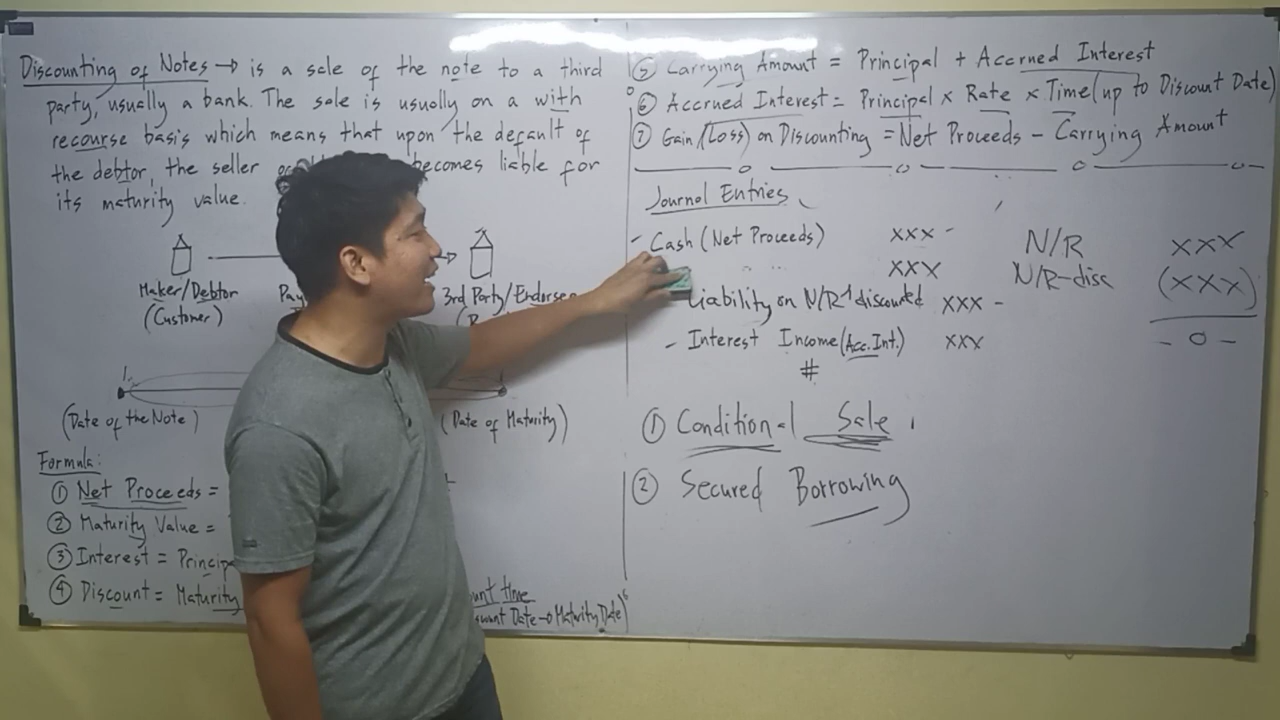 Discounting of Notes → is a sale of the note to a third
party, usually a bank. The sale is usually on a with
recourse basis which means that upon the default of
the debtor, the seller becomes liable for
its maturity value.
Maker/Debtor
(Customer)
3rd Party/Endorsee
(Date of the Note)
(Date of Maturity)
Formula:
① Net Proceeds =
② Maturity Value =
③ Interest =
④ Discount = Maturity
Discount Date → Maturity Date)
⑤ Carrying Amount = Principal + Accrued Interest
⑥ Accrued Interest = Principal × Rate × Time (up to Discount Date)
⑦ Gain (Loss) on Discounting = Net Proceeds - Carrying Amount
Journal Entries
- Cash (Net Proceeds) xxx -
xxx
Liability on N/R discounted xxx -
- Interest Income (Acc. Int.) xxx
#
N/R xxx
N/R-disc (xxx)
- 0 -
① Conditional Sale
② Secured Borrowing